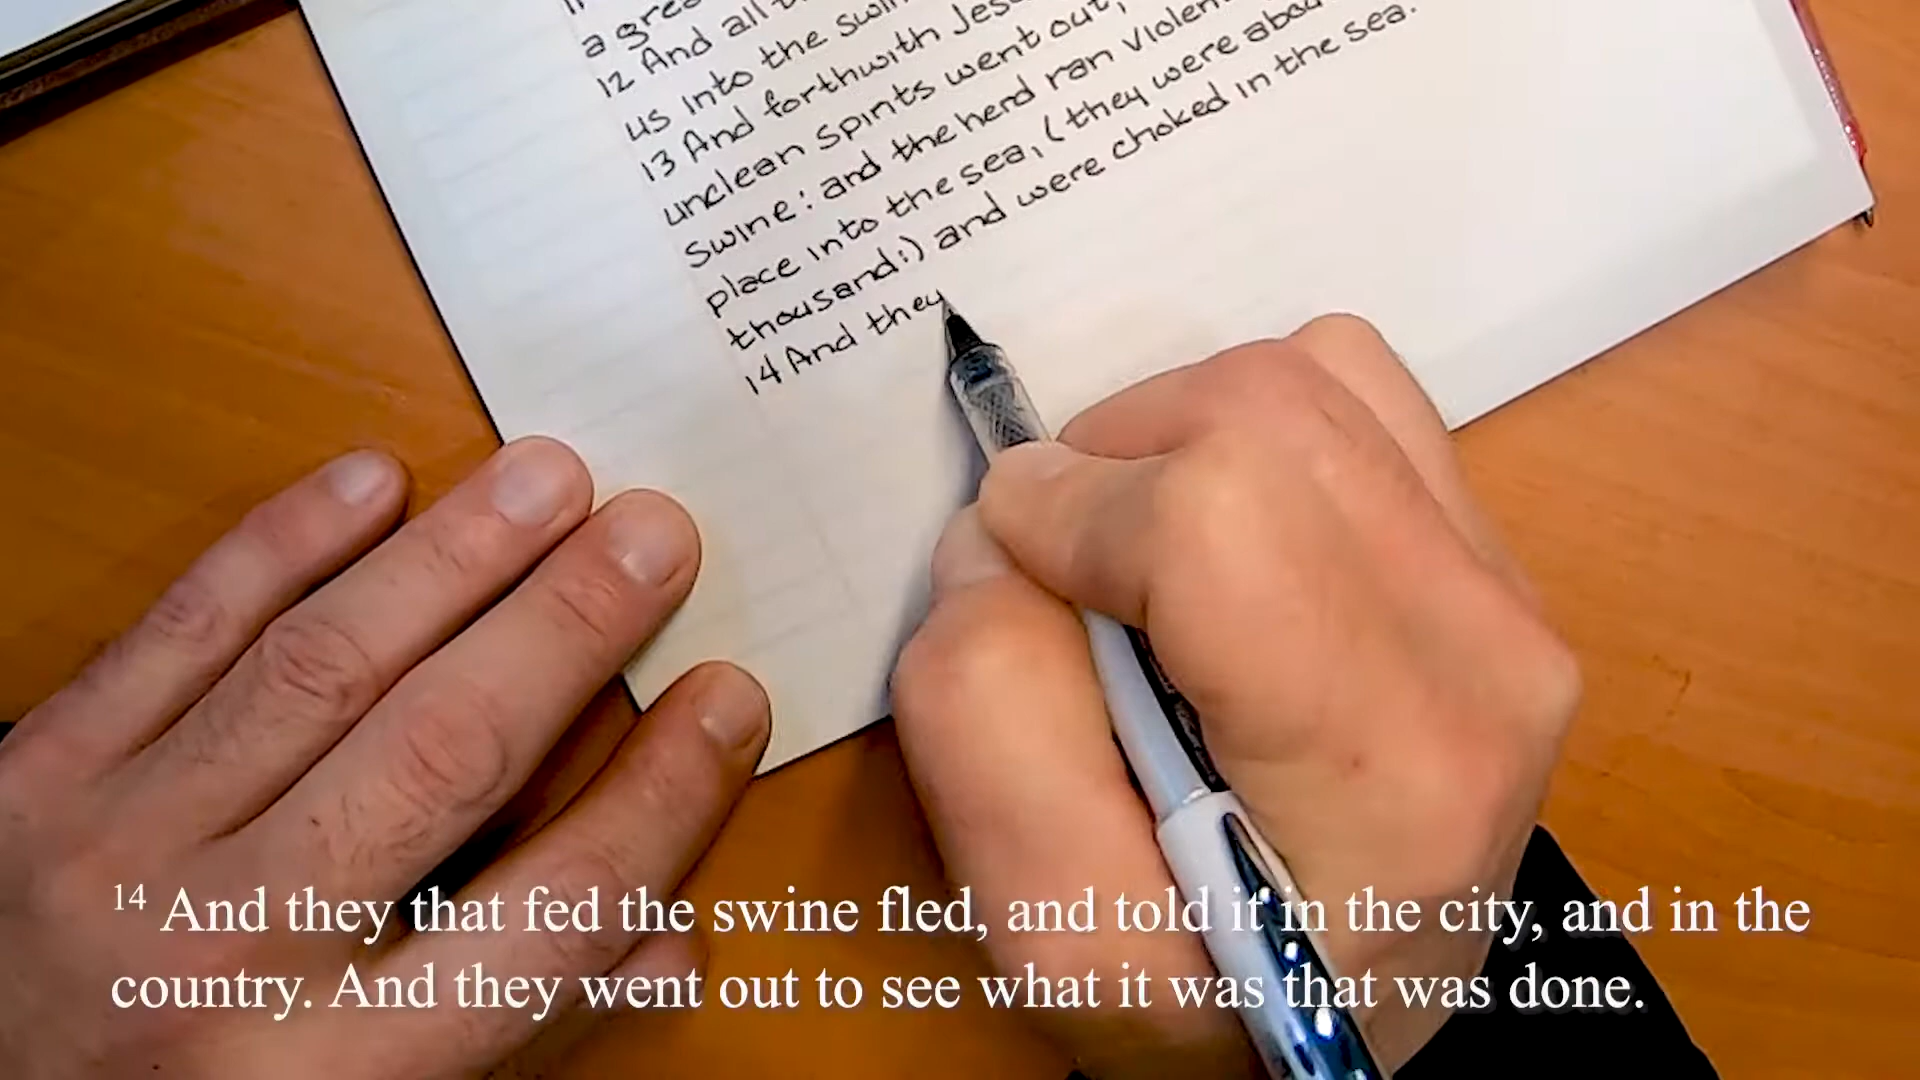 a grea
12 And all
us into the swin
13 And forthwith Jes
unclean spirits went out,
swine: and the herd ran violen
place into the sea, (they were abou
thousand;) and were choked in the sea.
14 And they
14 And they that fed the swine fled, and told it in the city, and in the
country. And they went out to see what it was that was done.